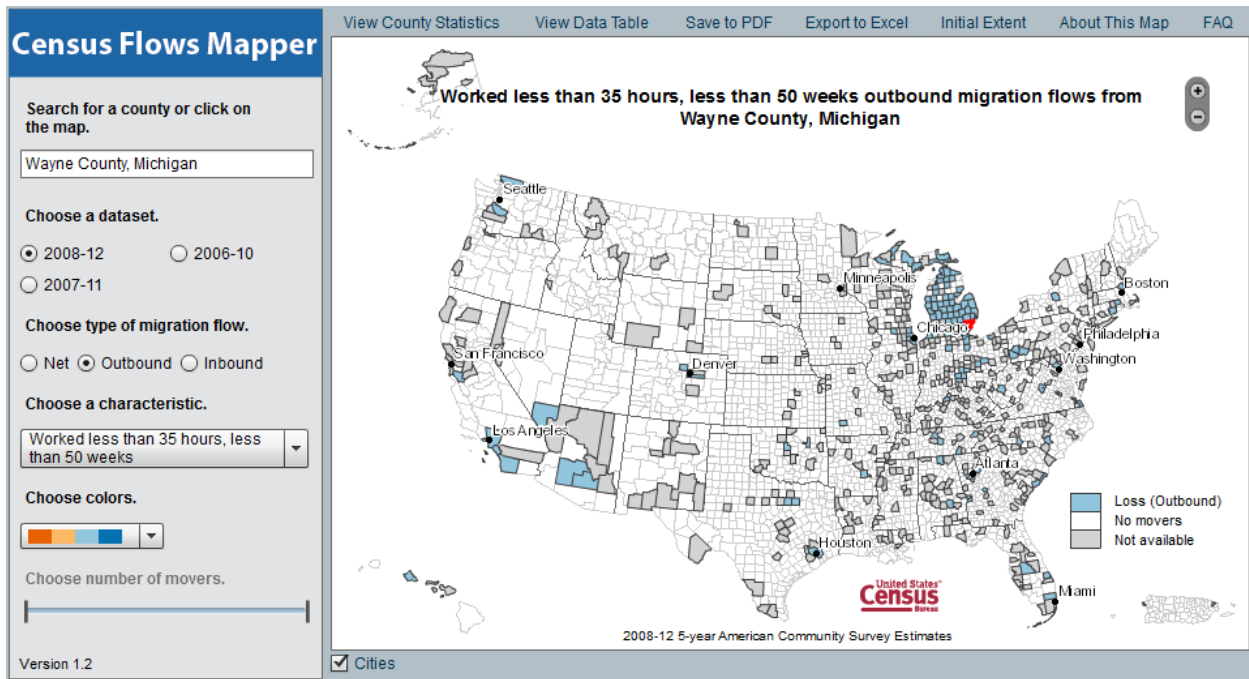 Census Flows Mapper
View County Statistics
View Data Table
Save to PDF
Export to Excel
Initial Extent
About This Map
FAQ
Search for a county or click on
the map.
Wayne County, Michigan
Choose a dataset.
2008-12
2006-10
2007-11
Choose type of migration flow.
Net
Outbound
Inbound
Choose a characteristic.
Worked less than 35 hours, less
than 50 weeks
Choose colors.
Choose number of movers.
Version 1.2
Worked less than 35 hours, less than 50 weeks outbound migration flows from
Wayne County, Michigan
+
−
Seattle
Minneapolis
Boston
Chicago
Philadelphia
San Francisco
Denver
Washington
Los Angeles
Atlanta
Houston
Miami
Loss (Outbound)
No movers
Not available
United States™
Census
Bureau
2008-12 5-year American Community Survey Estimates
Cities